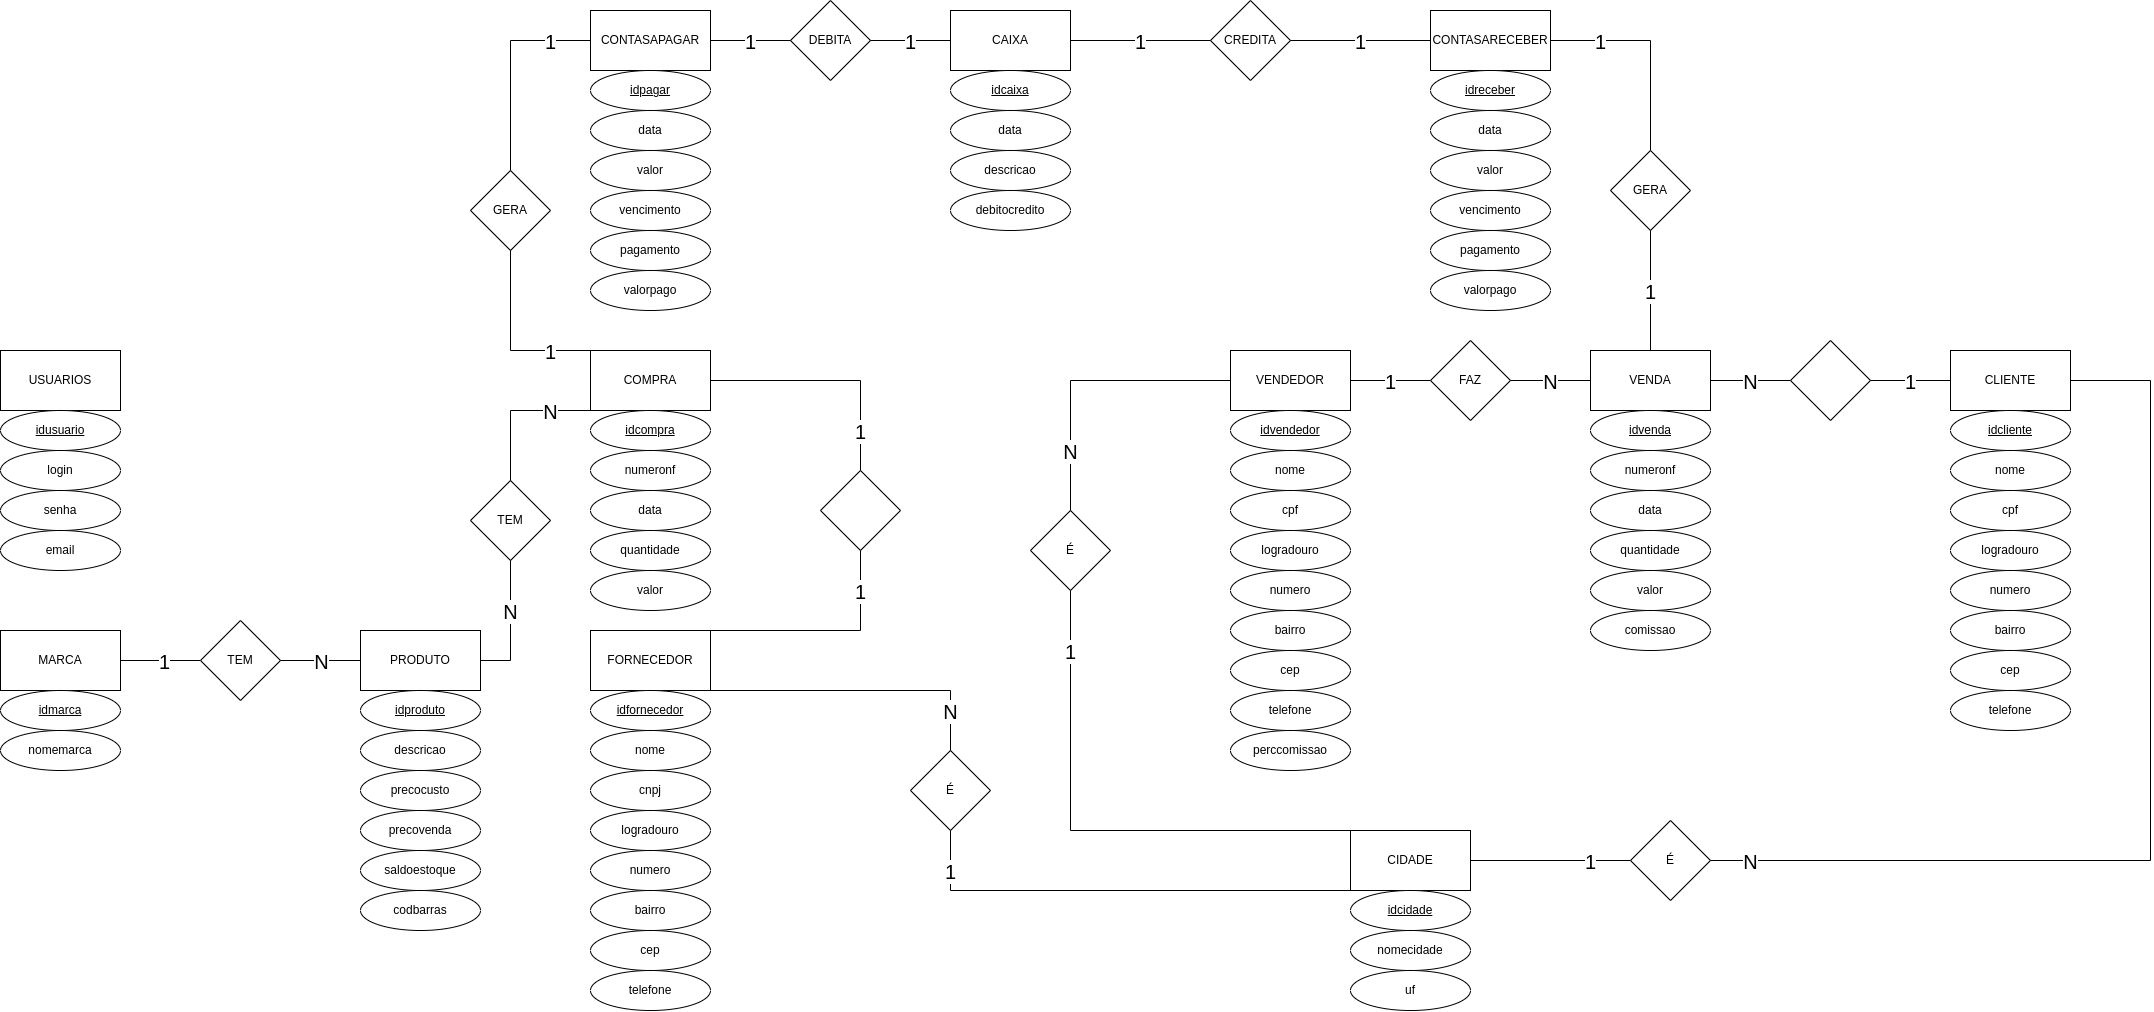 CONTASAPAGAR
DEBITA
CAIXA
CREDITA
CONTASRECEBER
1
1
1
1
1
1
idpagar
data
valor
vencimento
pagamento
valorpago
idcaixa
data
descricao
debitocredito
idreceber
data
valor
vencimento
pagamento
valorpago
GERA
1
GERA
1
USUARIOS
idusuario
login
senha
email
COMPRA
idcompra
numeronf
data
quantidade
valor
N
TEM
N
1
1
VENDEDOR
idvendedor
nome
cpf
logradouro
numero
bairro
cep
telefone
perccomissao
1
FAZ
N
VENDA
idvenda
numeronf
data
quantidade
valor
comissao
N
1
CLIENTE
idcliente
nome
cpf
logradouro
numero
bairro
cep
telefone
N
É
1
MARCA
idmarca
nomemarca
1
TEM
N
PRODUTO
idproduto
descricao
precocusto
precovenda
saldoestoque
codbarras
FORNECEDOR
idfornecedor
nome
cnpj
logradouro
numero
bairro
cep
telefone
N
É
1
CIDADE
idcidade
nomecidade
uf
1
É
N